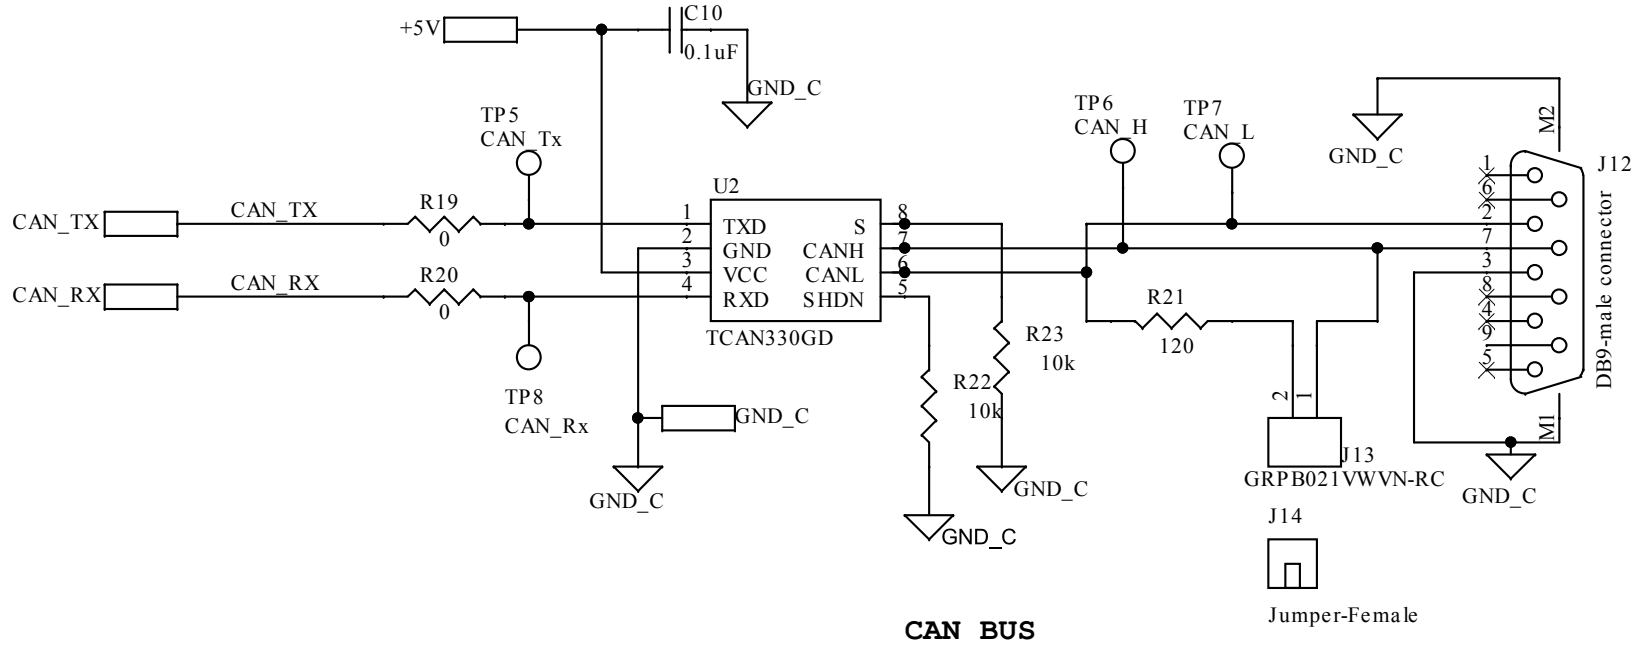 +5V
C10
0.1uF
GND_C
TP5
CAN_Tx
TP6
CAN_H
TP7
CAN_L
GND_C
M2
J12
DB9-male connector
1
6
2
7
3
8
4
9
5
M1
GND_C
CAN_TX
CAN_TX
R19
0
CAN_RX
CAN_RX
R20
0
U2
1
2
3
4
TXD
GND
VCC
RXD
S
CANH
CANL
SHDN
8
7
6
5
TCAN330GD
TP8
CAN_Rx
GND_C
GND_C
R23
10k
R22
10k
GND_C
GND_C
R21
120
2
1
J13
GRPB021VWVN-RC
J14
Jumper-Female
CAN BUS